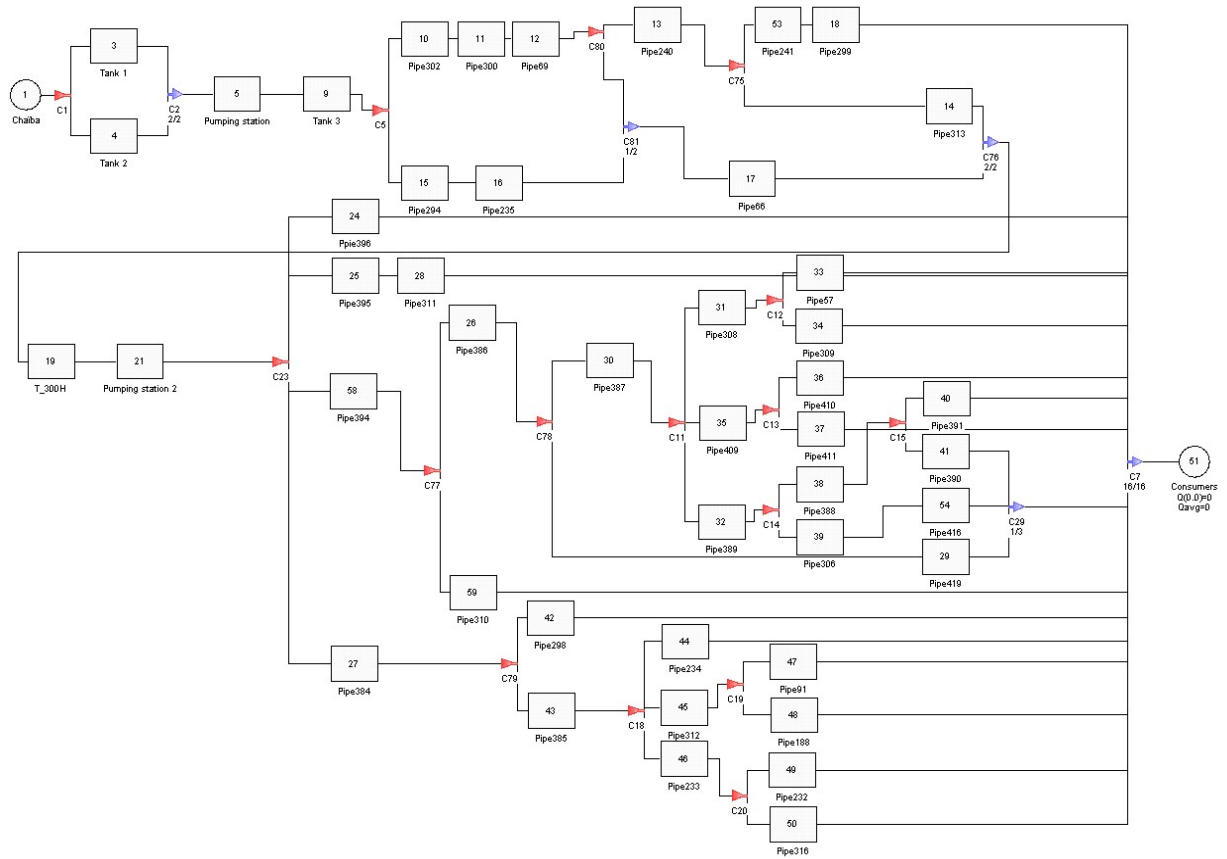 1
Chaïba
C1
3
Tank 1
4
Tank 2
C2
2/2
5
Pumping station
9
Tank 3
C5
10
Pipe302
11
Pipe300
12
Pipe69
C80
13
Pipe240
C75
53
Pipe241
18
Pipe299
14
Pipe313
C76
2/2
C81
1/2
15
Pipe294
16
Pipe235
17
Pipe66
24
Ppie396
25
Pipe395
28
Pipe311
19
T_300H
21
Pumping station 2
C23
58
Pipe394
C77
26
Pipe386
C78
30
Pipe387
C11
31
Pipe308
C12
33
Pipe57
34
Pipe309
35
Pipe409
C13
36
Pipe410
37
Pipe411
32
Pipe389
C14
38
Pipe388
39
Pipe306
C15
40
Pipe391
41
Pipe390
54
Pipe416
29
Pipe419
C29
1/3
C7
16/16
51
Consumers
Q(0.0)=0
Qavg=0
59
Pipe310
27
Pipe384
C79
42
Pipe298
43
Pipe385
C18
44
Pipe234
45
Pipe312
46
Pipe233
C19
47
Pipe91
48
Pipe188
C20
49
Pipe232
50
Pipe316